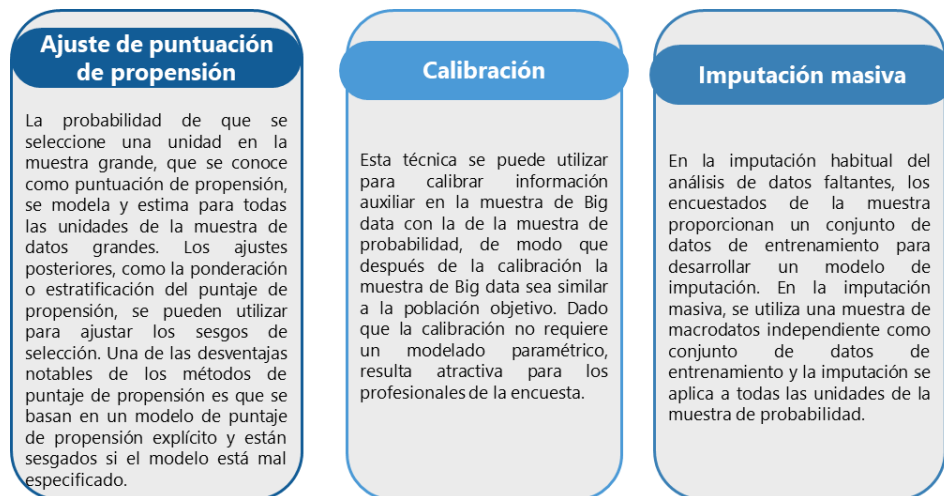 Ajuste de puntuación
de propensión
La probabilidad de que se
seleccione una unidad en la
muestra grande, que se conoce
como puntuación de propensión,
se modela y estima para todas
las unidades de la muestra de
datos grandes. Los ajustes
posteriores, como la ponderación
o estratificación del puntaje de
propensión, se pueden utilizar
para ajustar los sesgos de
selección. Una de las desventajas
notables de los métodos de
puntaje de propensión es que se
basan en un modelo de puntaje
de propensión explícito y están
sesgados si el modelo está mal
especificado.
Calibración
Esta técnica se puede utilizar
para calibrar información
auxiliar en la muestra de Big
data con la de la muestra de
probabilidad, de modo que
después de la calibración la
muestra de Big data sea similar
a la población objetivo. Dado
que la calibración no requiere
un modelado paramétrico,
resulta atractiva para los
profesionales de la encuesta.
Imputación masiva
En la imputación habitual del
análisis de datos faltantes, los
encuestados de la muestra
proporcionan un conjunto de
datos de entrenamiento para
desarrollar un modelo de
imputación. En la imputación
masiva, se utiliza una muestra de
macrodatos independiente como
conjunto de datos de
entrenamiento y la imputación se
aplica a todas las unidades de la
muestra de probabilidad.